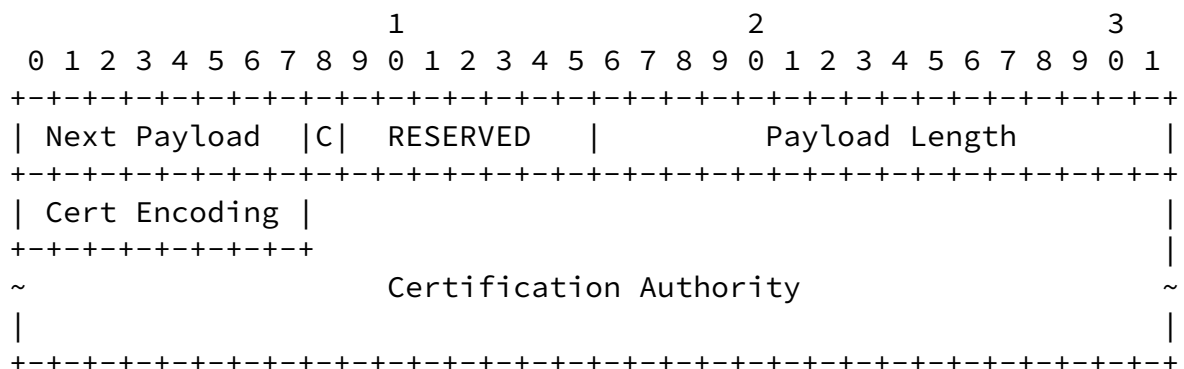 1                   2                   3
 0 1 2 3 4 5 6 7 8 9 0 1 2 3 4 5 6 7 8 9 0 1 2 3 4 5 6 7 8 9 0 1
+-+-+-+-+-+-+-+-+-+-+-+-+-+-+-+-+-+-+-+-+-+-+-+-+-+-+-+-+-+-+-+-+
| Next Payload  |C|  RESERVED   |         Payload Length        |
+-+-+-+-+-+-+-+-+-+-+-+-+-+-+-+-+-+-+-+-+-+-+-+-+-+-+-+-+-+-+-+-+
| Cert Encoding |                                               |
+-+-+-+-+-+-+-+-+                                               |
~                    Certification Authority                    ~
|                                                               |
+-+-+-+-+-+-+-+-+-+-+-+-+-+-+-+-+-+-+-+-+-+-+-+-+-+-+-+-+-+-+-+-+